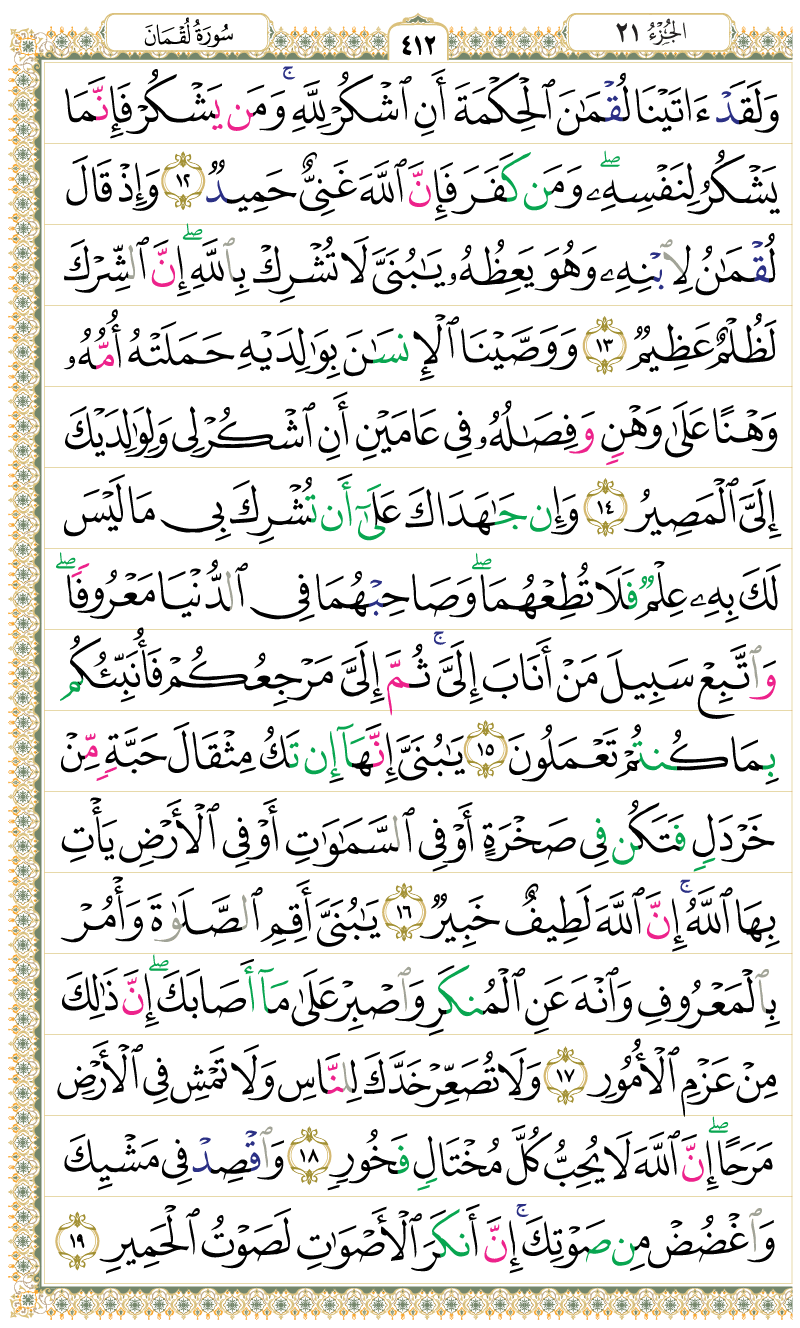 سُورَةُ لُقْمَانَ ٤١٢ الجُزْءُ ٢١
وَلَقَدْ ءَاتَيْنَا لُقْمَٰنَ ٱلْحِكْمَةَ أَنِ ٱشْكُرْ لِلَّهِ ۚ وَمَن يَشْكُرْ فَإِنَّمَا
يَشْكُرُ لِنَفْسِهِۦ ۖ وَمَن كَفَرَ فَإِنَّ ٱللَّهَ غَنِىٌّ حَمِيدٌ ١٢ وَإِذْ قَالَ
لُقْمَٰنُ لِٱبْنِهِۦ وَهُوَ يَعِظُهُۥ يَٰبُنَىَّ لَا تُشْرِكْ بِٱللَّهِ ۖ إِنَّ ٱلشِّرْكَ
لَظُلْمٌ عَظِيمٌ ١٣ وَوَصَّيْنَا ٱلْإِنسَٰنَ بِوَٰلِدَيْهِ حَمَلَتْهُ أُمُّهُۥ
وَهْنًا عَلَىٰ وَهْنٍ وَفِصَٰلُهُۥ فِى عَامَيْنِ أَنِ ٱشْكُرْ لِى وَلِوَٰلِدَيْكَ
إِلَىَّ ٱلْمَصِيرُ ١٤ وَإِن جَٰهَدَاكَ عَلَىٰٓ أَن تُشْرِكَ بِى مَا لَيْسَ
لَكَ بِهِۦ عِلْمٌ فَلَا تُطِعْهُمَا ۖ وَصَاحِبْهُمَا فِى ٱلدُّنْيَا مَعْرُوفًا ۖ
وَٱتَّبِعْ سَبِيلَ مَنْ أَنَابَ إِلَىَّ ۚ ثُمَّ إِلَىَّ مَرْجِعُكُمْ فَأُنَبِّئُكُم
بِمَا كُنتُمْ تَعْمَلُونَ ١٥ يَٰبُنَىَّ إِنَّهَآ إِن تَكُ مِثْقَالَ حَبَّةٍ مِّنْ
خَرْدَلٍ فَتَكُن فِى صَخْرَةٍ أَوْ فِى ٱلسَّمَٰوَٰتِ أَوْ فِى ٱلْأَرْضِ يَأْتِ
بِهَا ٱللَّهُ ۚ إِنَّ ٱللَّهَ لَطِيفٌ خَبِيرٌ ١٦ يَٰبُنَىَّ أَقِمِ ٱلصَّلَوٰةَ وَأْمُرْ
بِٱلْمَعْرُوفِ وَٱنْهَ عَنِ ٱلْمُنكَرِ وَٱصْبِرْ عَلَىٰ مَآ أَصَابَكَ ۖ إِنَّ ذَٰلِكَ
مِنْ عَزْمِ ٱلْأُمُورِ ١٧ وَلَا تُصَعِّرْ خَدَّكَ لِلنَّاسِ وَلَا تَمْشِ فِى ٱلْأَرْضِ
مَرَحًا ۖ إِنَّ ٱللَّهَ لَا يُحِبُّ كُلَّ مُخْتَالٍ فَخُورٍ ١٨ وَٱقْصِدْ فِى مَشْيِكَ
وَٱغْضُضْ مِن صَوْتِكَ ۚ إِنَّ أَنكَرَ ٱلْأَصْوَٰتِ لَصَوْتُ ٱلْحَمِيرِ ١٩